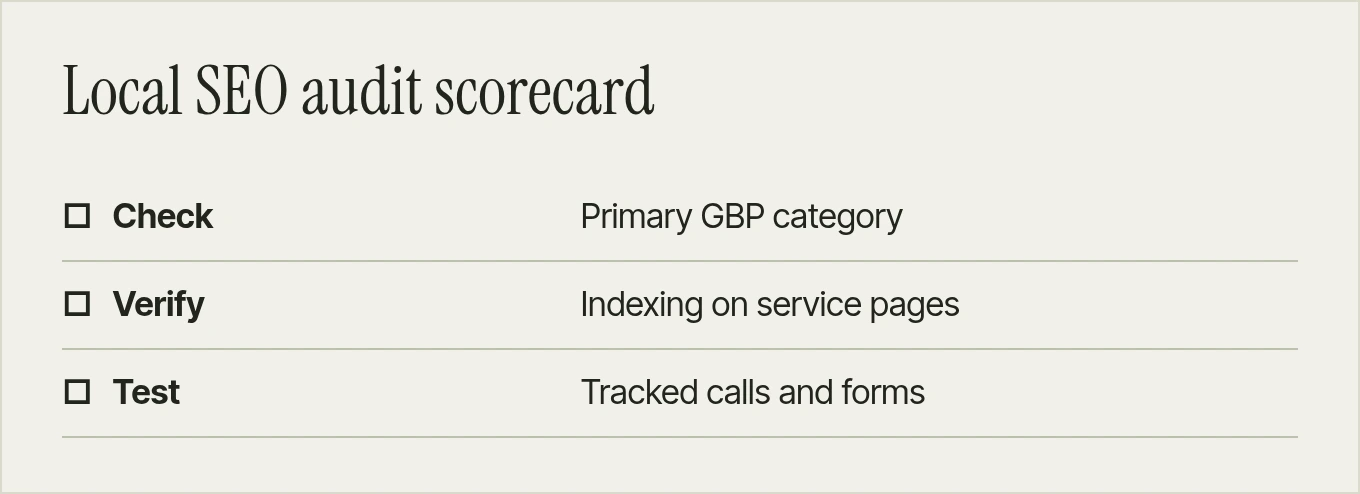 Local SEO audit scorecard
☐ Check Primary GBP category
☐ Verify Indexing on service pages
☐ Test Tracked calls and forms